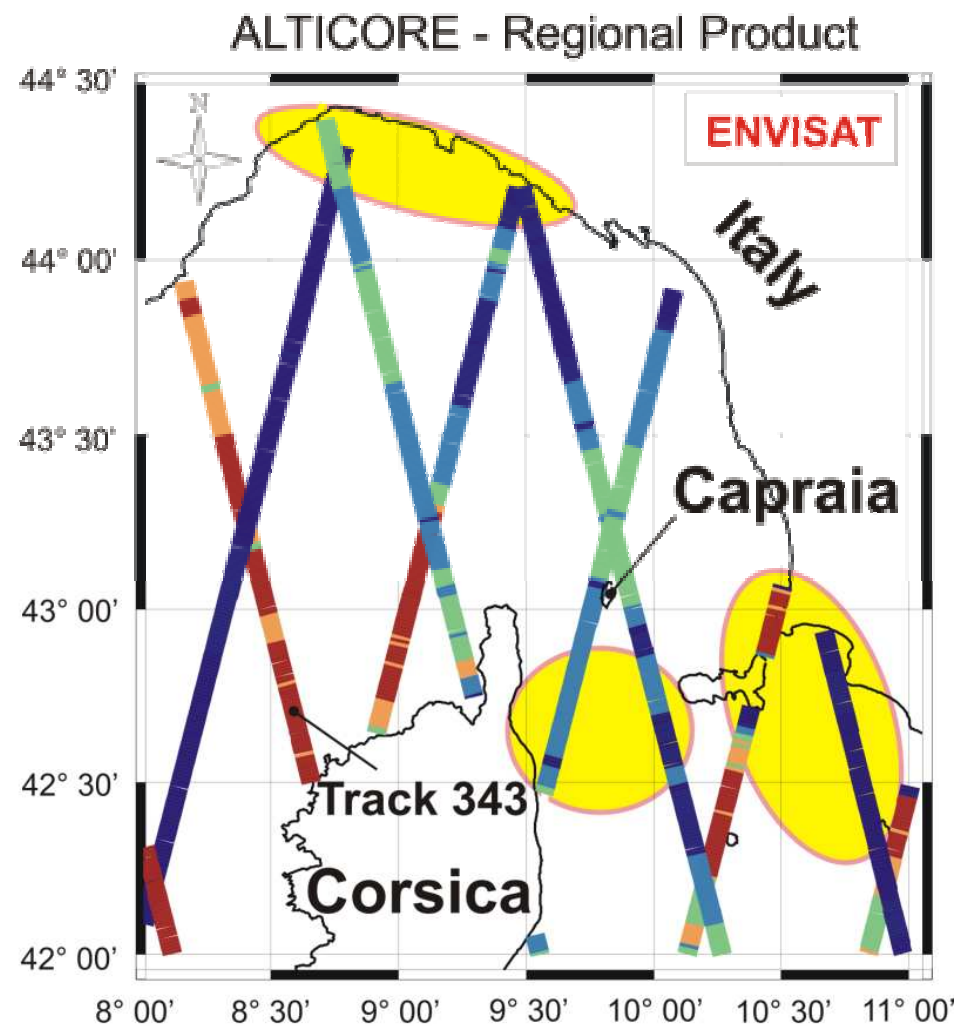 ALTICORE - Regional Product
44° 30'
N
ENVISAT
Italy
44° 00'
43° 30'
Capraia
43° 00'
42° 30'
Track 343
Corsica
42° 00'
8° 00' 8° 30' 9° 00' 9° 30' 10° 00' 10° 30' 11° 00'